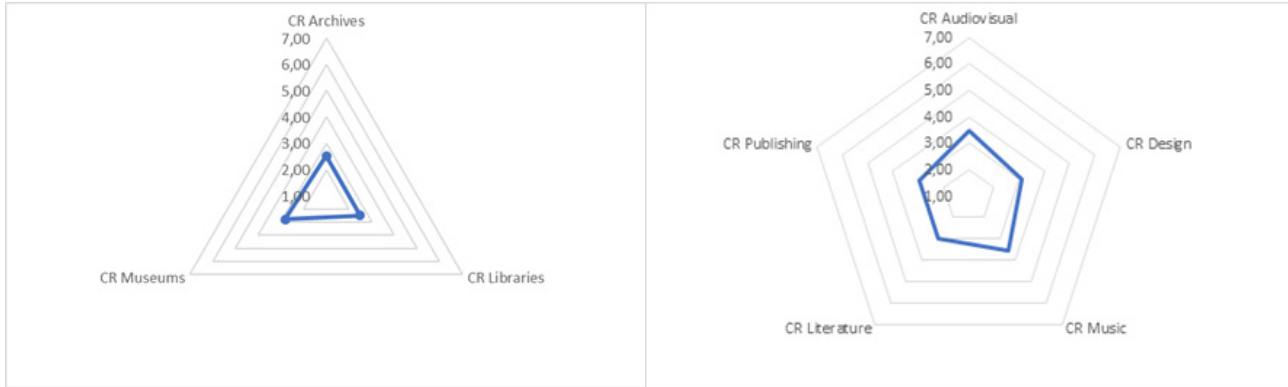 CR Archives
7,00
6,00
5,00
4,00
3,00
2,00
1,00
CR Museums
CR Libraries
CR Audiovisual
7,00
6,00
5,00
4,00
3,00
2,00
1,00
CR Publishing
CR Design
CR Literature
CR Music